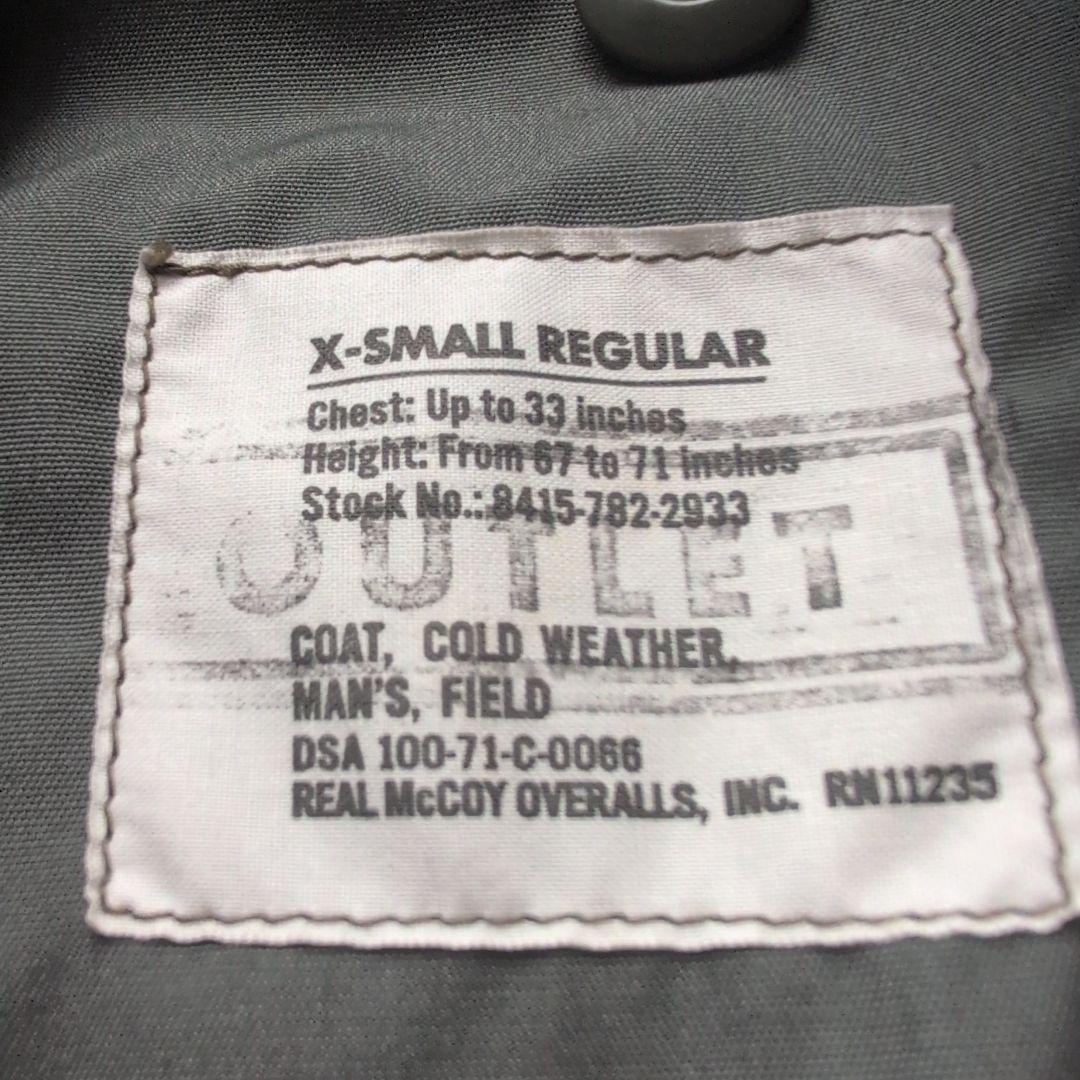 X-SMALL REGULAR
Chest: Up to 33 inches
Height: From 67 to 71 inches
Stock No.: 8415-782-2933
OUTLET
COAT, COLD WEATHER,
MAN'S, FIELD
DSA 100-71-C-0066
REAL McCOY OVERALLS, INC. RN11235